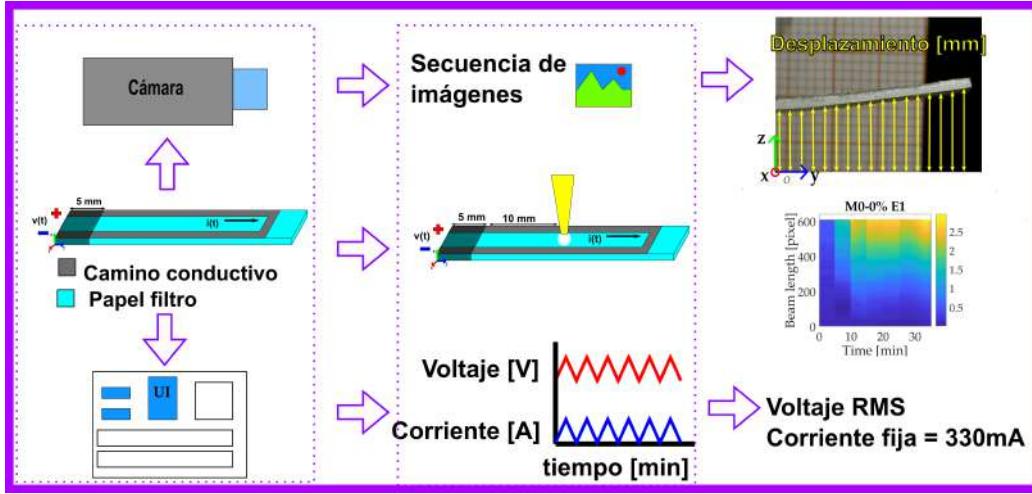 Cámara
5 mm
v(t)
+
-
i(t)
Camino conductivo
Papel filtro
UI
Secuencia de
imágenes
5 mm
10 mm
v(t)
+
-
i(t)
Voltaje [V]
Corriente [A]
tiempo [min]
Desplazamiento [mm]
z
x
o
y
M0-0% E1
Beam length [pixel]
600
400
200
0
0
10
20
30
Time [min]
2.5
2
1.5
1
0.5
Voltaje RMS
Corriente fija = 330mA